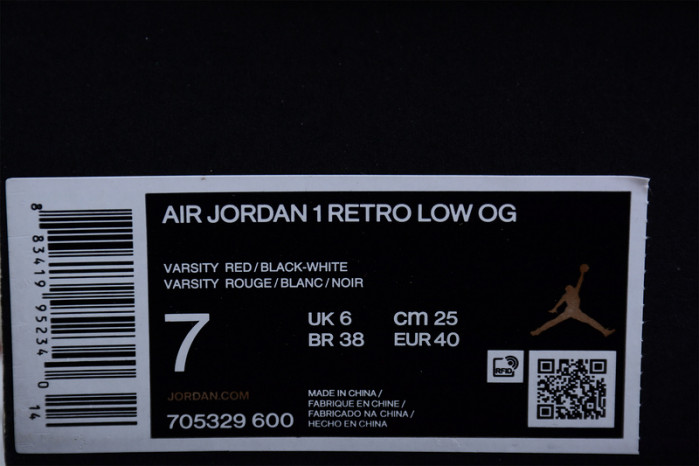 AIR JORDAN 1 RETRO LOW OG
VARSITY RED/BLACK-WHITE
VARSITY ROUGE/BLANC/NOIR
7
UK 6
cm 25
BR 38
EUR 40
RFID
JORDAN.COM
705329 600
MADE IN CHINA/
FABRIQUE EN CHINE/
FABRICADO NA CHINA/
HECHO EN CHINA
8 83419 95234 0 14